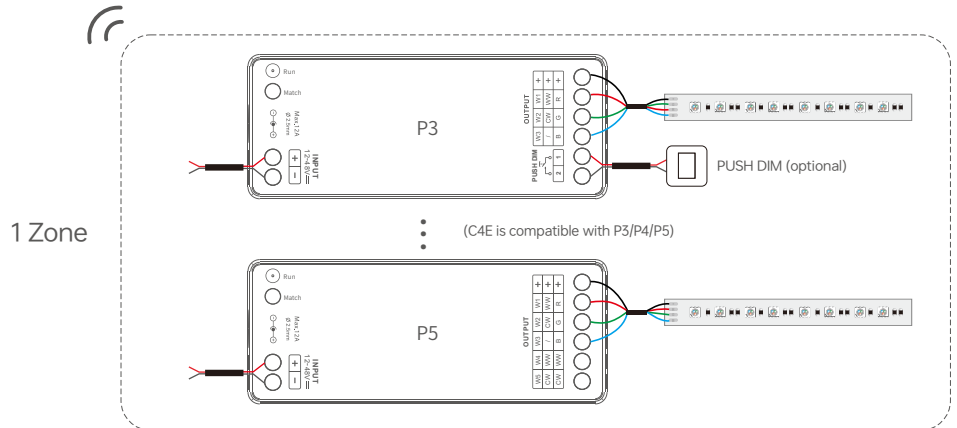 Run
Match
Max,12A
Ø 2.5mm
INPUT
12-48V
+
−
P3
OUTPUT
+ + +
W1 WW R
W2 CW G
W3 / B
PUSH DIM
1
2
PUSH DIM (optional)
1 Zone
(C4E is compatible with P3/P4/P5)
Run
Match
Max,12A
Ø 2.5mm
INPUT
12-48V
+
−
P5
OUTPUT
+ + +
W1 WW R
W2 CW G
W3 / B
W4 WW WW
W5 CW CW